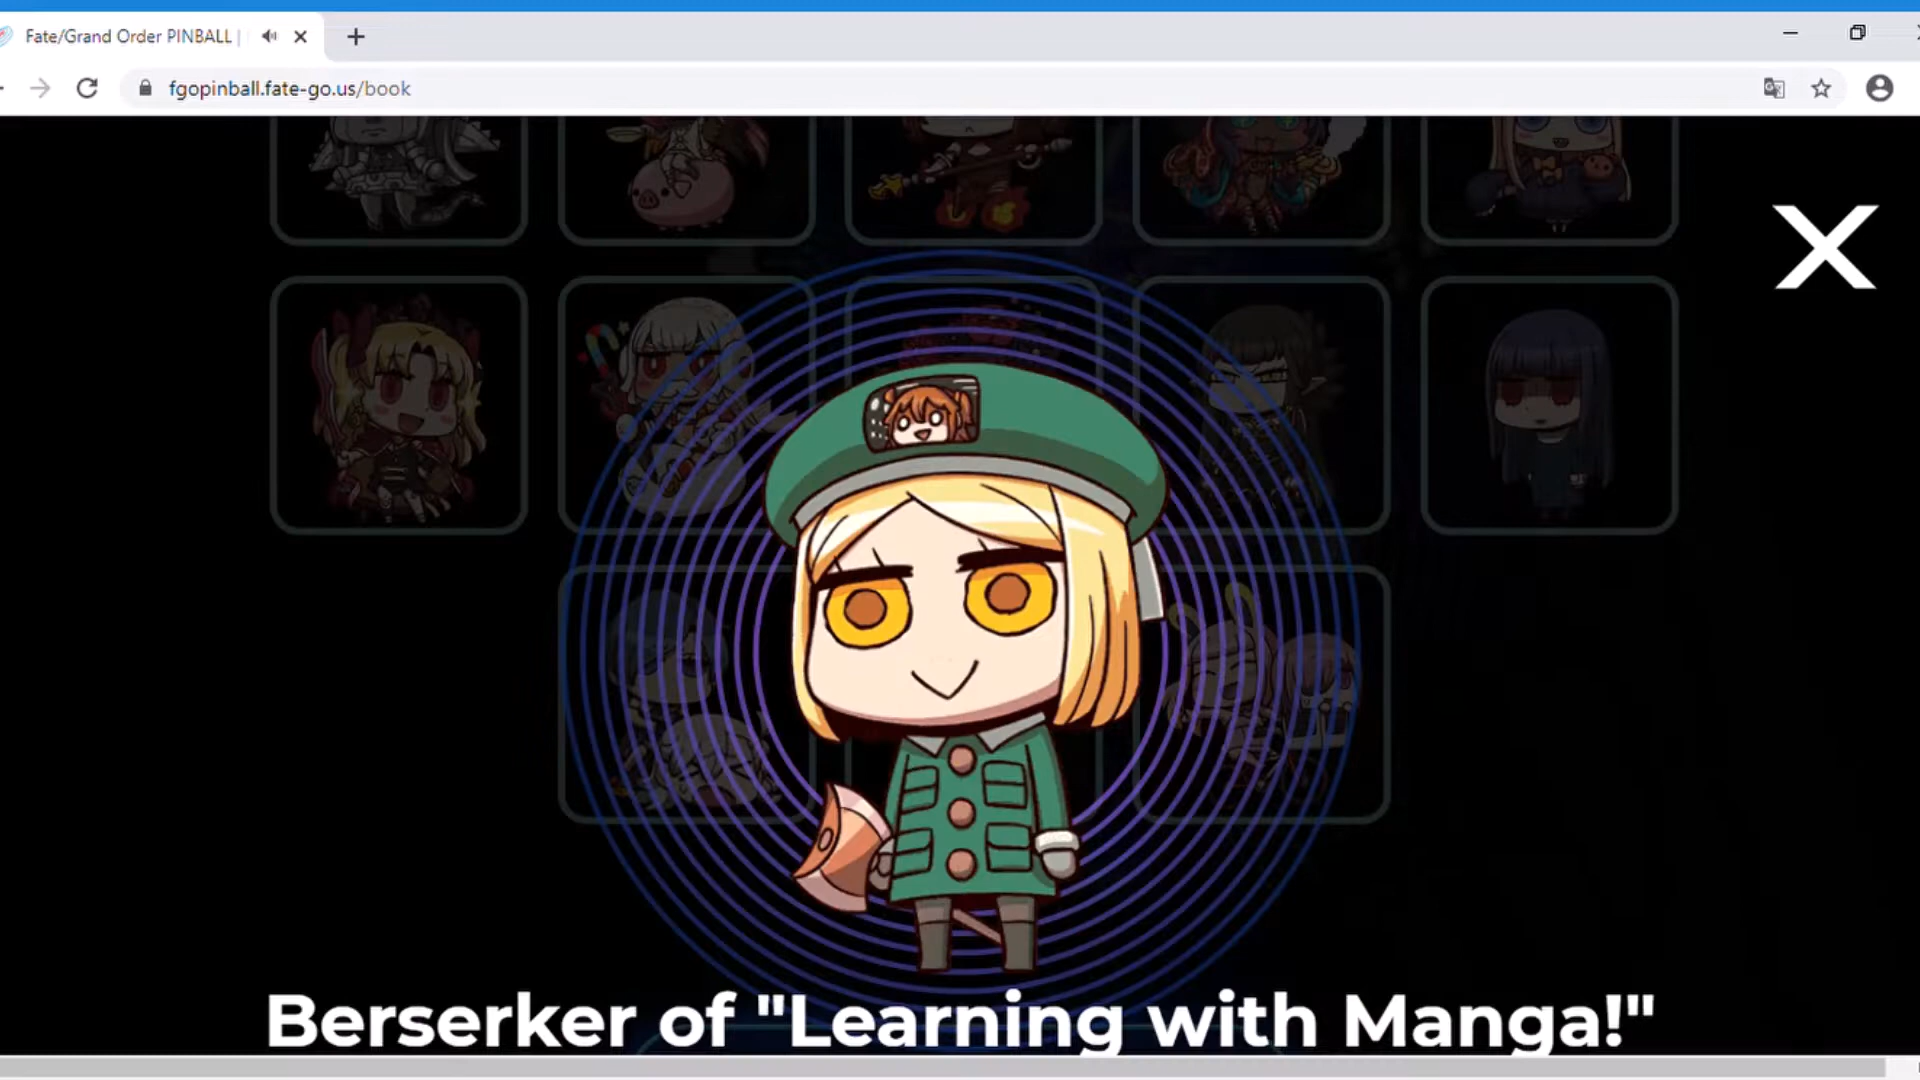 Fate/Grand Order PINBALL |
fgopinball.fate-go.us/book
Berserker of "Learning with Manga!"